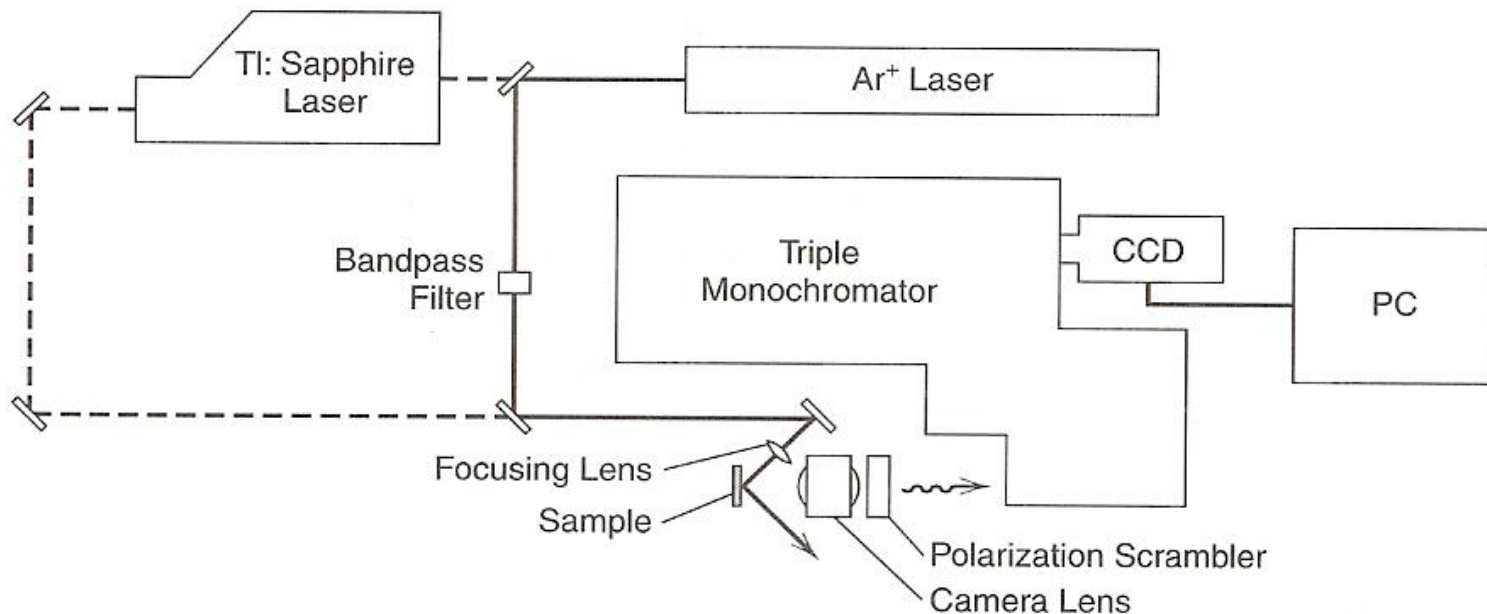 TI: Sapphire
Laser
Ar⁺ Laser
Bandpass
Filter
Triple
Monochromator
CCD
PC
Focusing Lens
Sample
Polarization Scrambler
Camera Lens